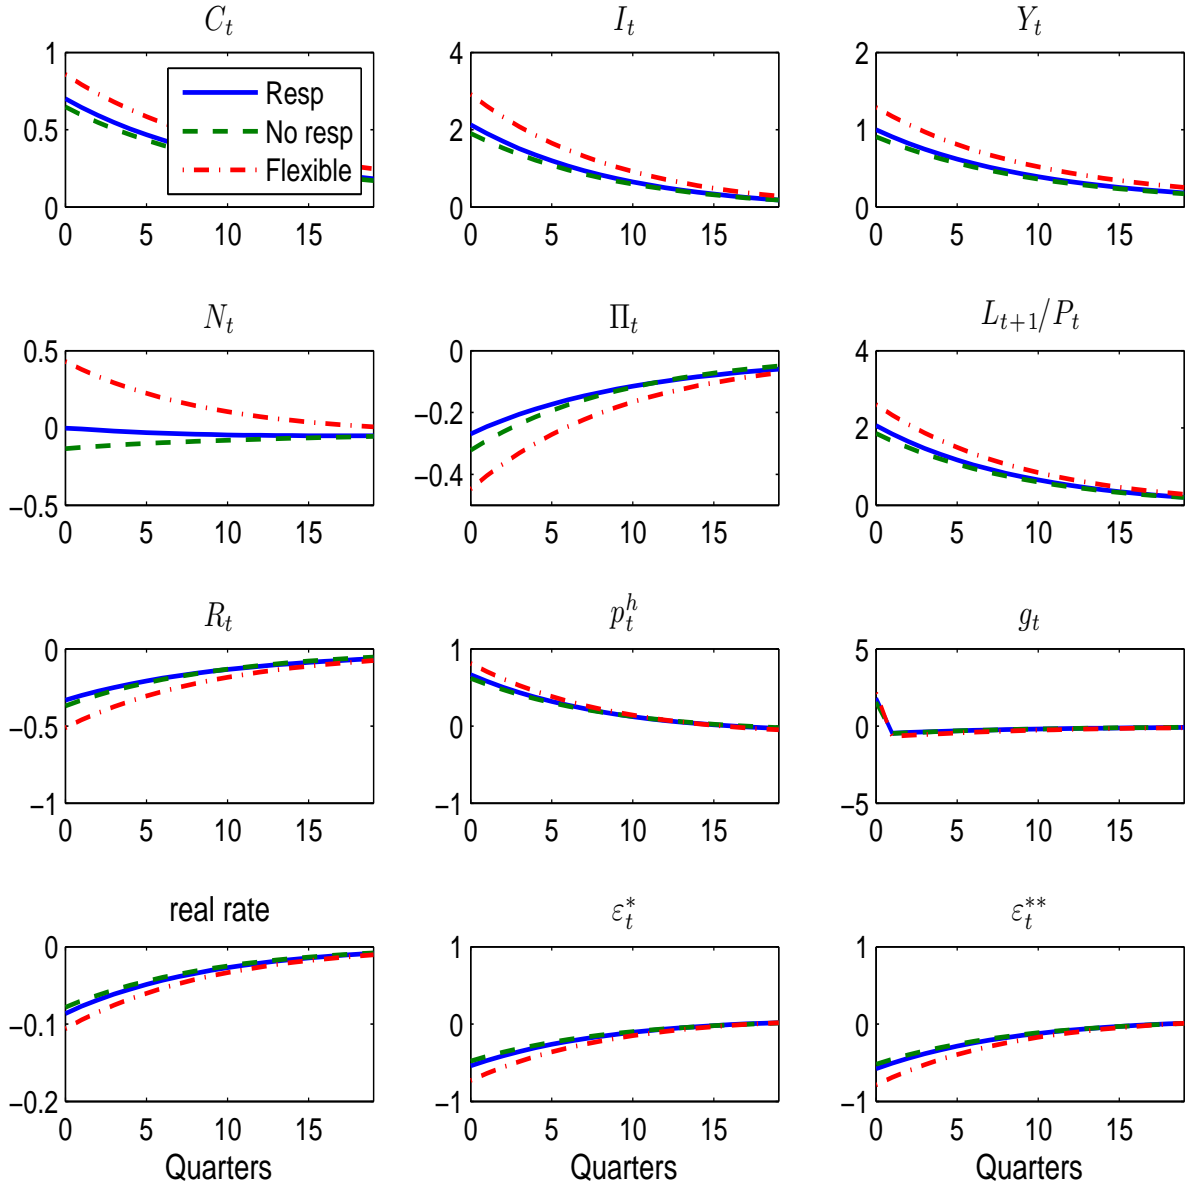 C_t I_t Y_t
1 4 2
Resp
0.5 No resp 2 1
Flexible
0 0 0
0 5 10 15 0 5 10 15 0 5 10 15
N_t Π_t L_{t+1}/P_t
0.5 0 4
0 −0.2 2
−0.4
−0.5 0
0 5 10 15 0 5 10 15 0 5 10 15
R_t p_t^h g_t
0 1 5
−0.5 0 0
−1 −1 −5
0 5 10 15 0 5 10 15 0 5 10 15
real rate ε_t^* ε_t^{**}
0 1 1
−0.1 0 0
−0.2 −1 −1
0 5 10 15 0 5 10 15 0 5 10 15
Quarters Quarters Quarters